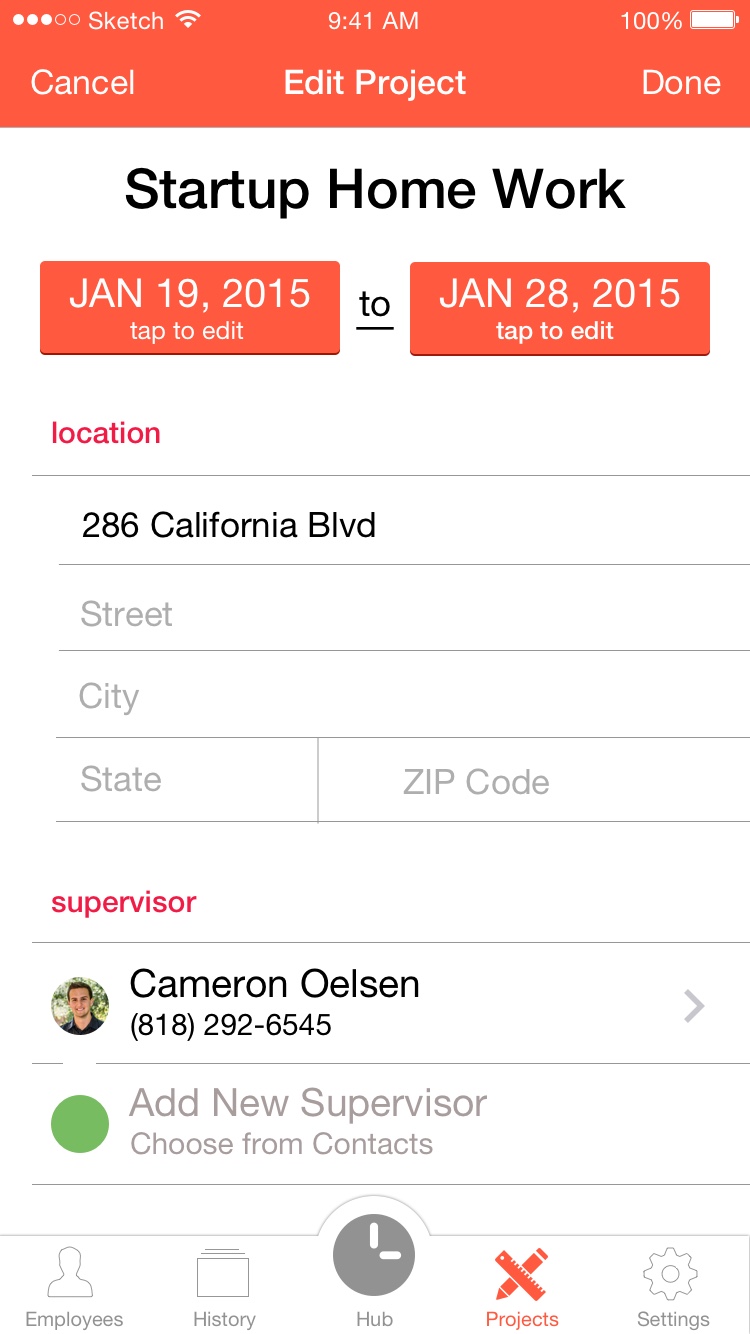 Sketch 9:41 AM 100%
Cancel Edit Project Done
Startup Home Work
JAN 19, 2015 to JAN 28, 2015
tap to edit tap to edit
location
286 California Blvd
Street
City
State ZIP Code
supervisor
Cameron Oelsen
(818) 292-6545
Add New Supervisor
Choose from Contacts
Employees History Hub Projects Settings